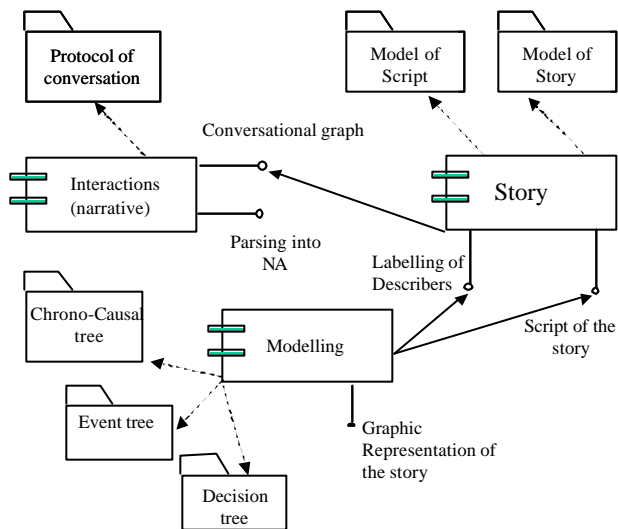 Protocol of
conversation
Model of
Script
Model of
Story
Conversational graph
Interactions
(narrative)
Story
Parsing into
NA
Labelling of
Describers
Chrono-Causal
tree
Modelling
Script of the
story
Event tree
Graphic
Representation of
the story
Decision
tree